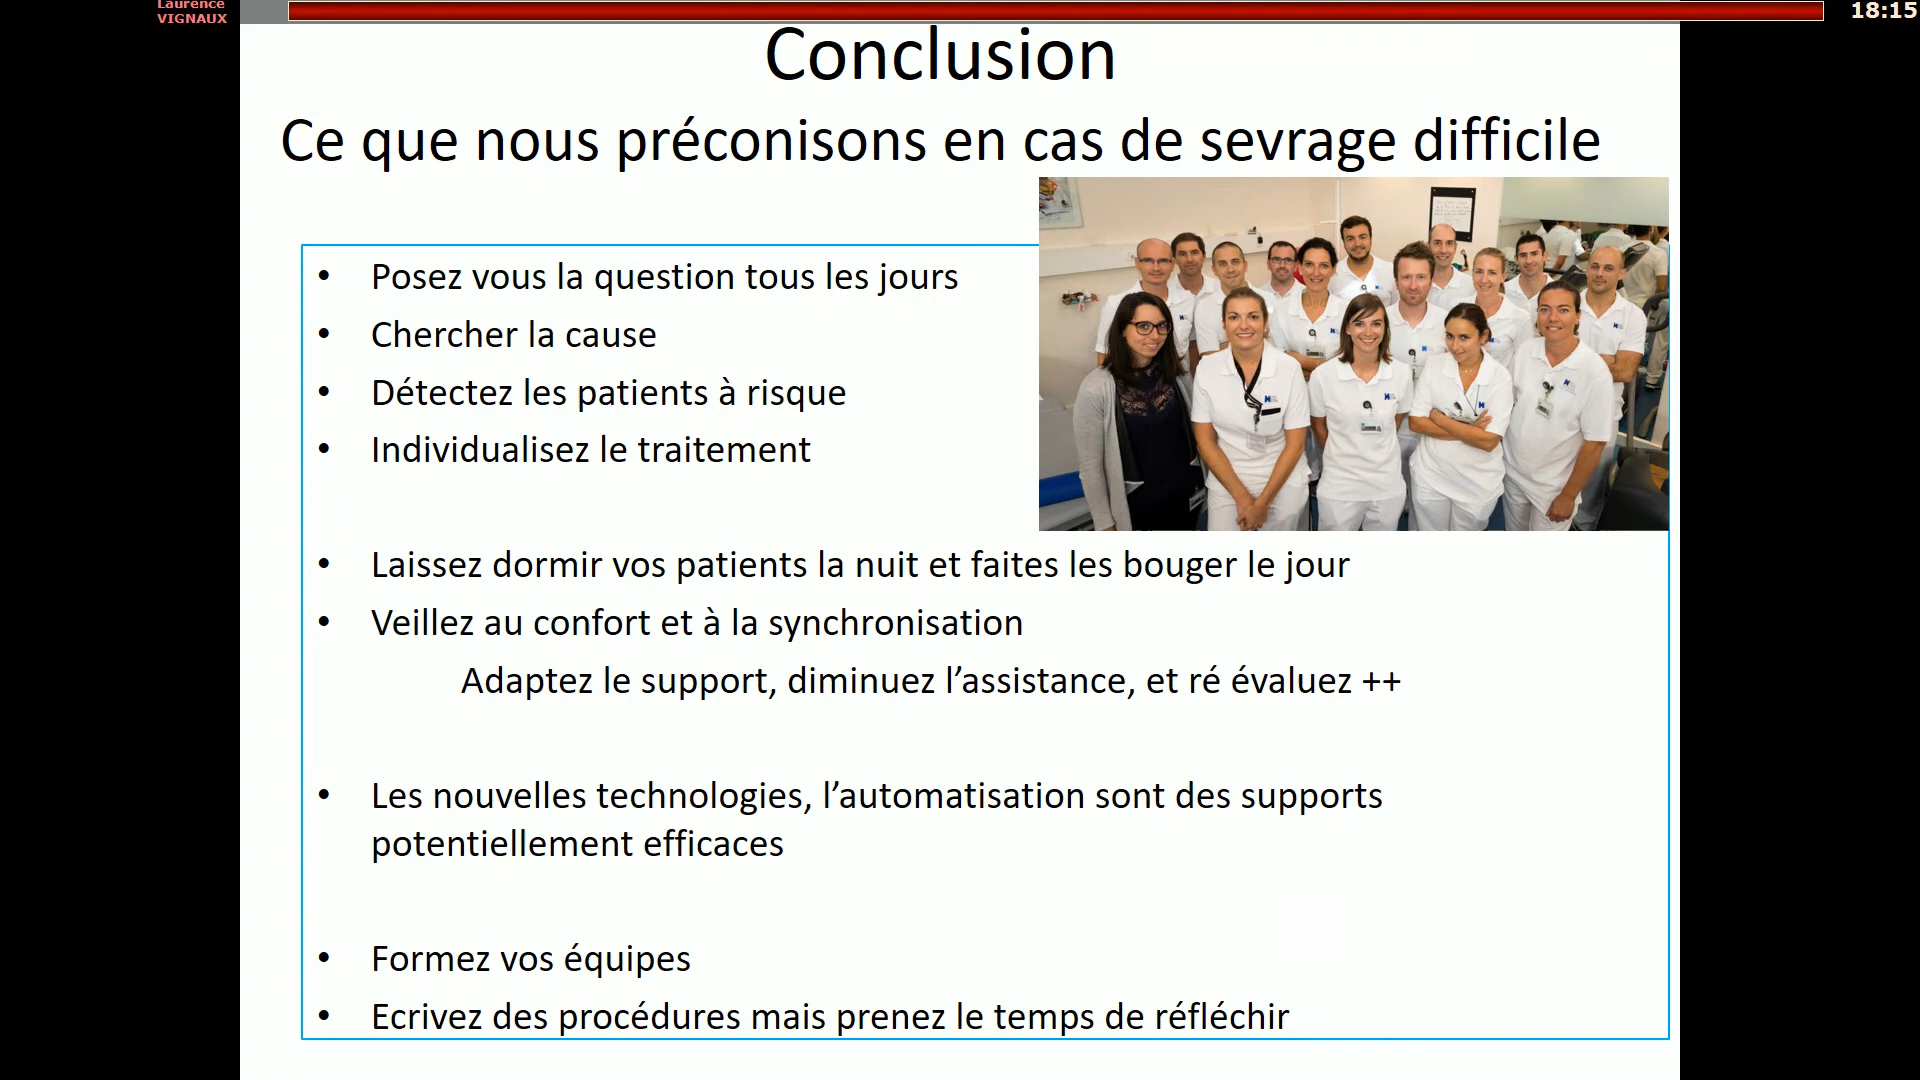 Laurence
VIGNAUX
18:15
Conclusion
Ce que nous préconisons en cas de sevrage difficile
• Posez vous la question tous les jours
• Chercher la cause
• Détectez les patients à risque
• Individualisez le traitement
• Laissez dormir vos patients la nuit et faites les bouger le jour
• Veillez au confort et à la synchronisation
Adaptez le support, diminuez l’assistance, et ré évaluez ++
• Les nouvelles technologies, l’automatisation sont des supports
potentiellement efficaces
• Formez vos équipes
• Ecrivez des procédures mais prenez le temps de réfléchir